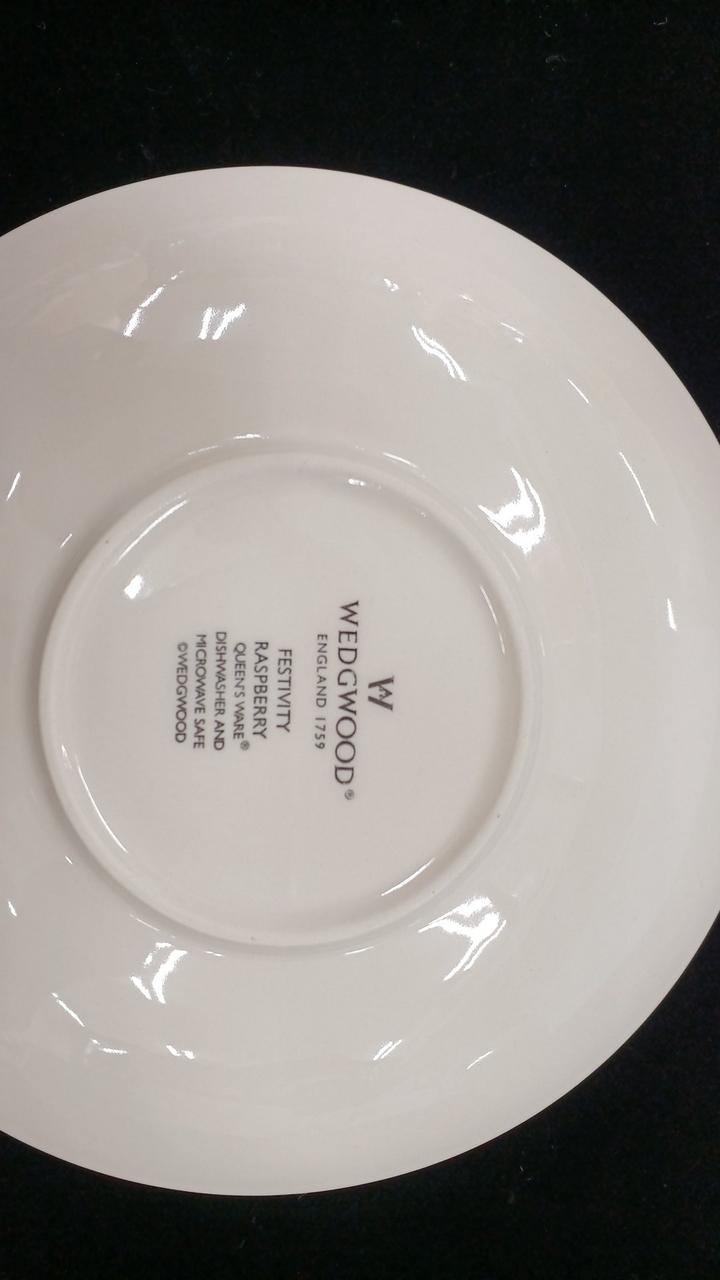 W
WEDGWOOD®
ENGLAND 1759
FESTIVITY
RASPBERRY
QUEEN'S WARE®
DISHWASHER AND
MICROWAVE SAFE
©WEDGWOOD